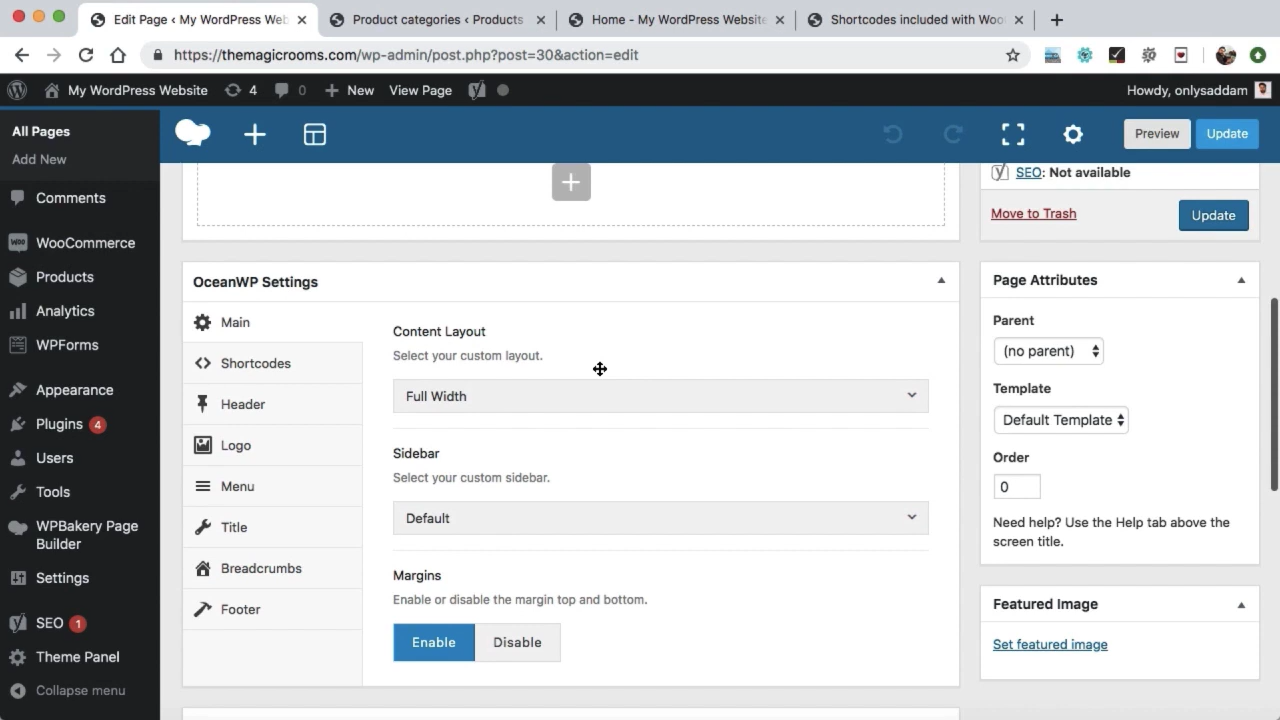 Edit Page ‹ My WordPress Web
Product categories ‹ Products
Home - My WordPress Website
Shortcodes included with Woo
https://themagicrooms.com/wp-admin/post.php?post=30&action=edit
My WordPress Website
4
0
New
View Page
Howdy, onlysaddam
All Pages
Add New
Comments
WooCommerce
Products
Analytics
WPForms
Appearance
Plugins 4
Users
Tools
WPBakery Page
Builder
Settings
SEO 1
Theme Panel
Collapse menu
Preview
Update
SEO: Not available
Move to Trash
Update
OceanWP Settings
Main
Shortcodes
Header
Logo
Menu
Title
Breadcrumbs
Footer
Content Layout
Select your custom layout.
Full Width
Sidebar
Select your custom sidebar.
Default
Margins
Enable or disable the margin top and bottom.
Enable
Disable
Page Attributes
Parent
(no parent)
Template
Default Template
Order
0
Need help? Use the Help tab above the
screen title.
Featured Image
Set featured image